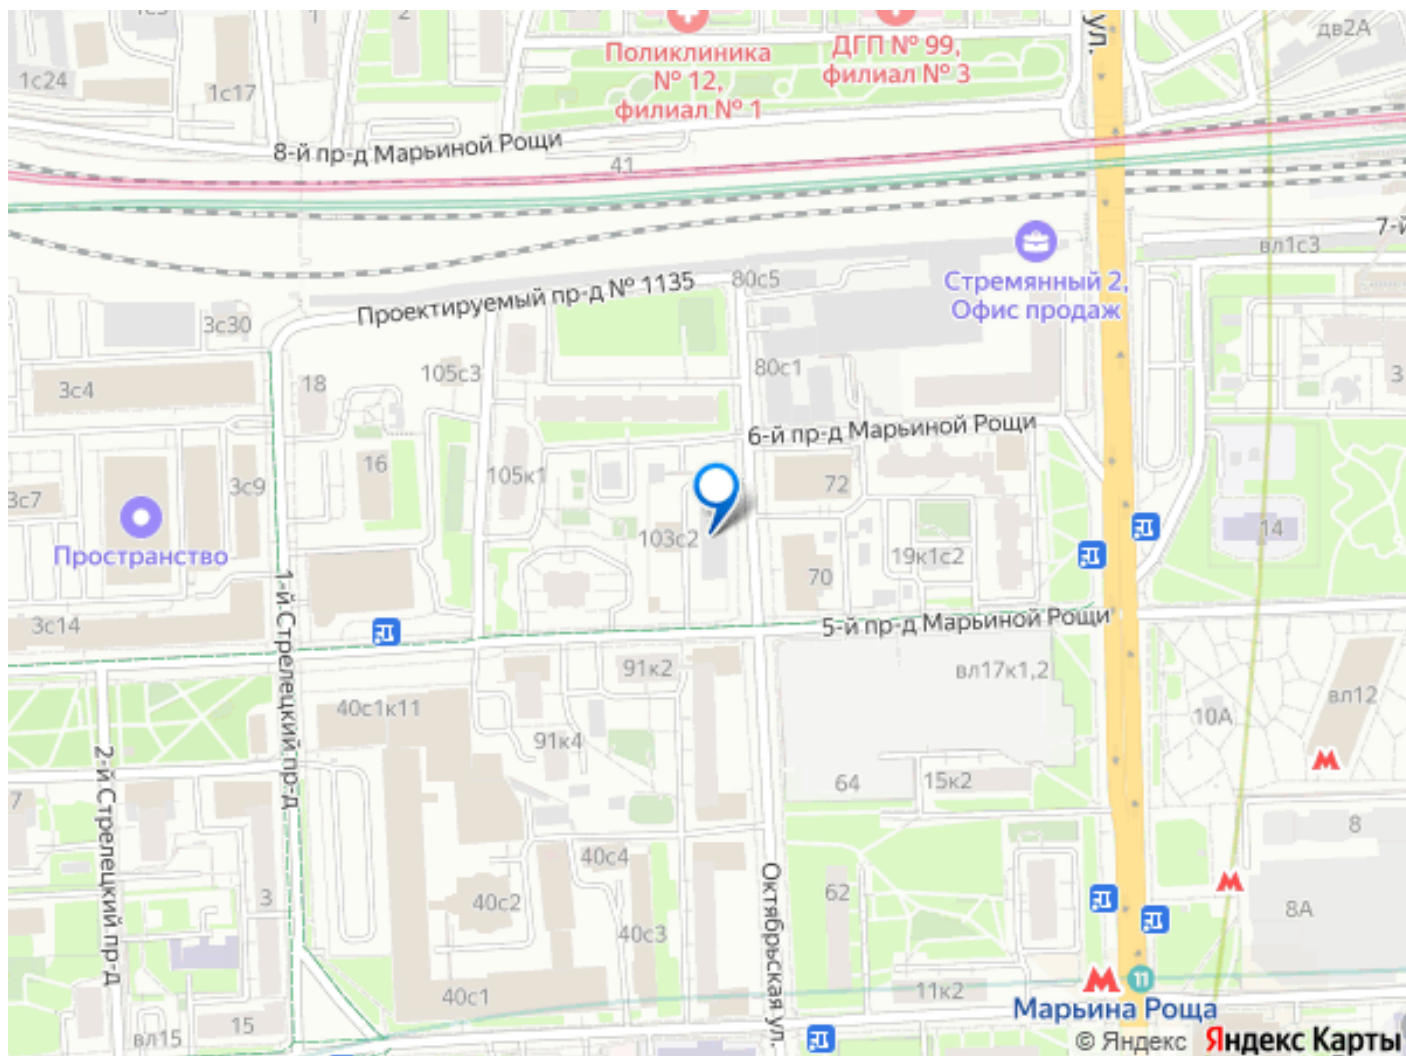 1с24
1с17
1
2
Поликлиника
№ 12,
филиал № 1
ДГП № 99,
филиал № 3
ул.
дв2А
8-й пр-д Марьиной Рощи
41
7-й
вл1с3
Стремянный 2,
Офис продаж
80с5
Проектируемый пр-д № 1135
3с30
3с4
18
105с3
80с1
3
6-й пр-д Марьиной Рощи
16
105к1
72
3с9
3с7
Пространство
103с2
14
19к1с2
70
1-й Стрелецкий пр-д
3с14
5-й пр-д Марьиной Рощи
91к2
вл17к1,2
вл12
40с1к11
10А
91к4
2-й Стрелецкий пр-д
7
64
15к2
8
40с4
Октябрьская ул.
3
40с2
62
8А
40с3
40с1
11к2
Марьина Роща
11
вл15
15
© Яндекс Яндекс Карты